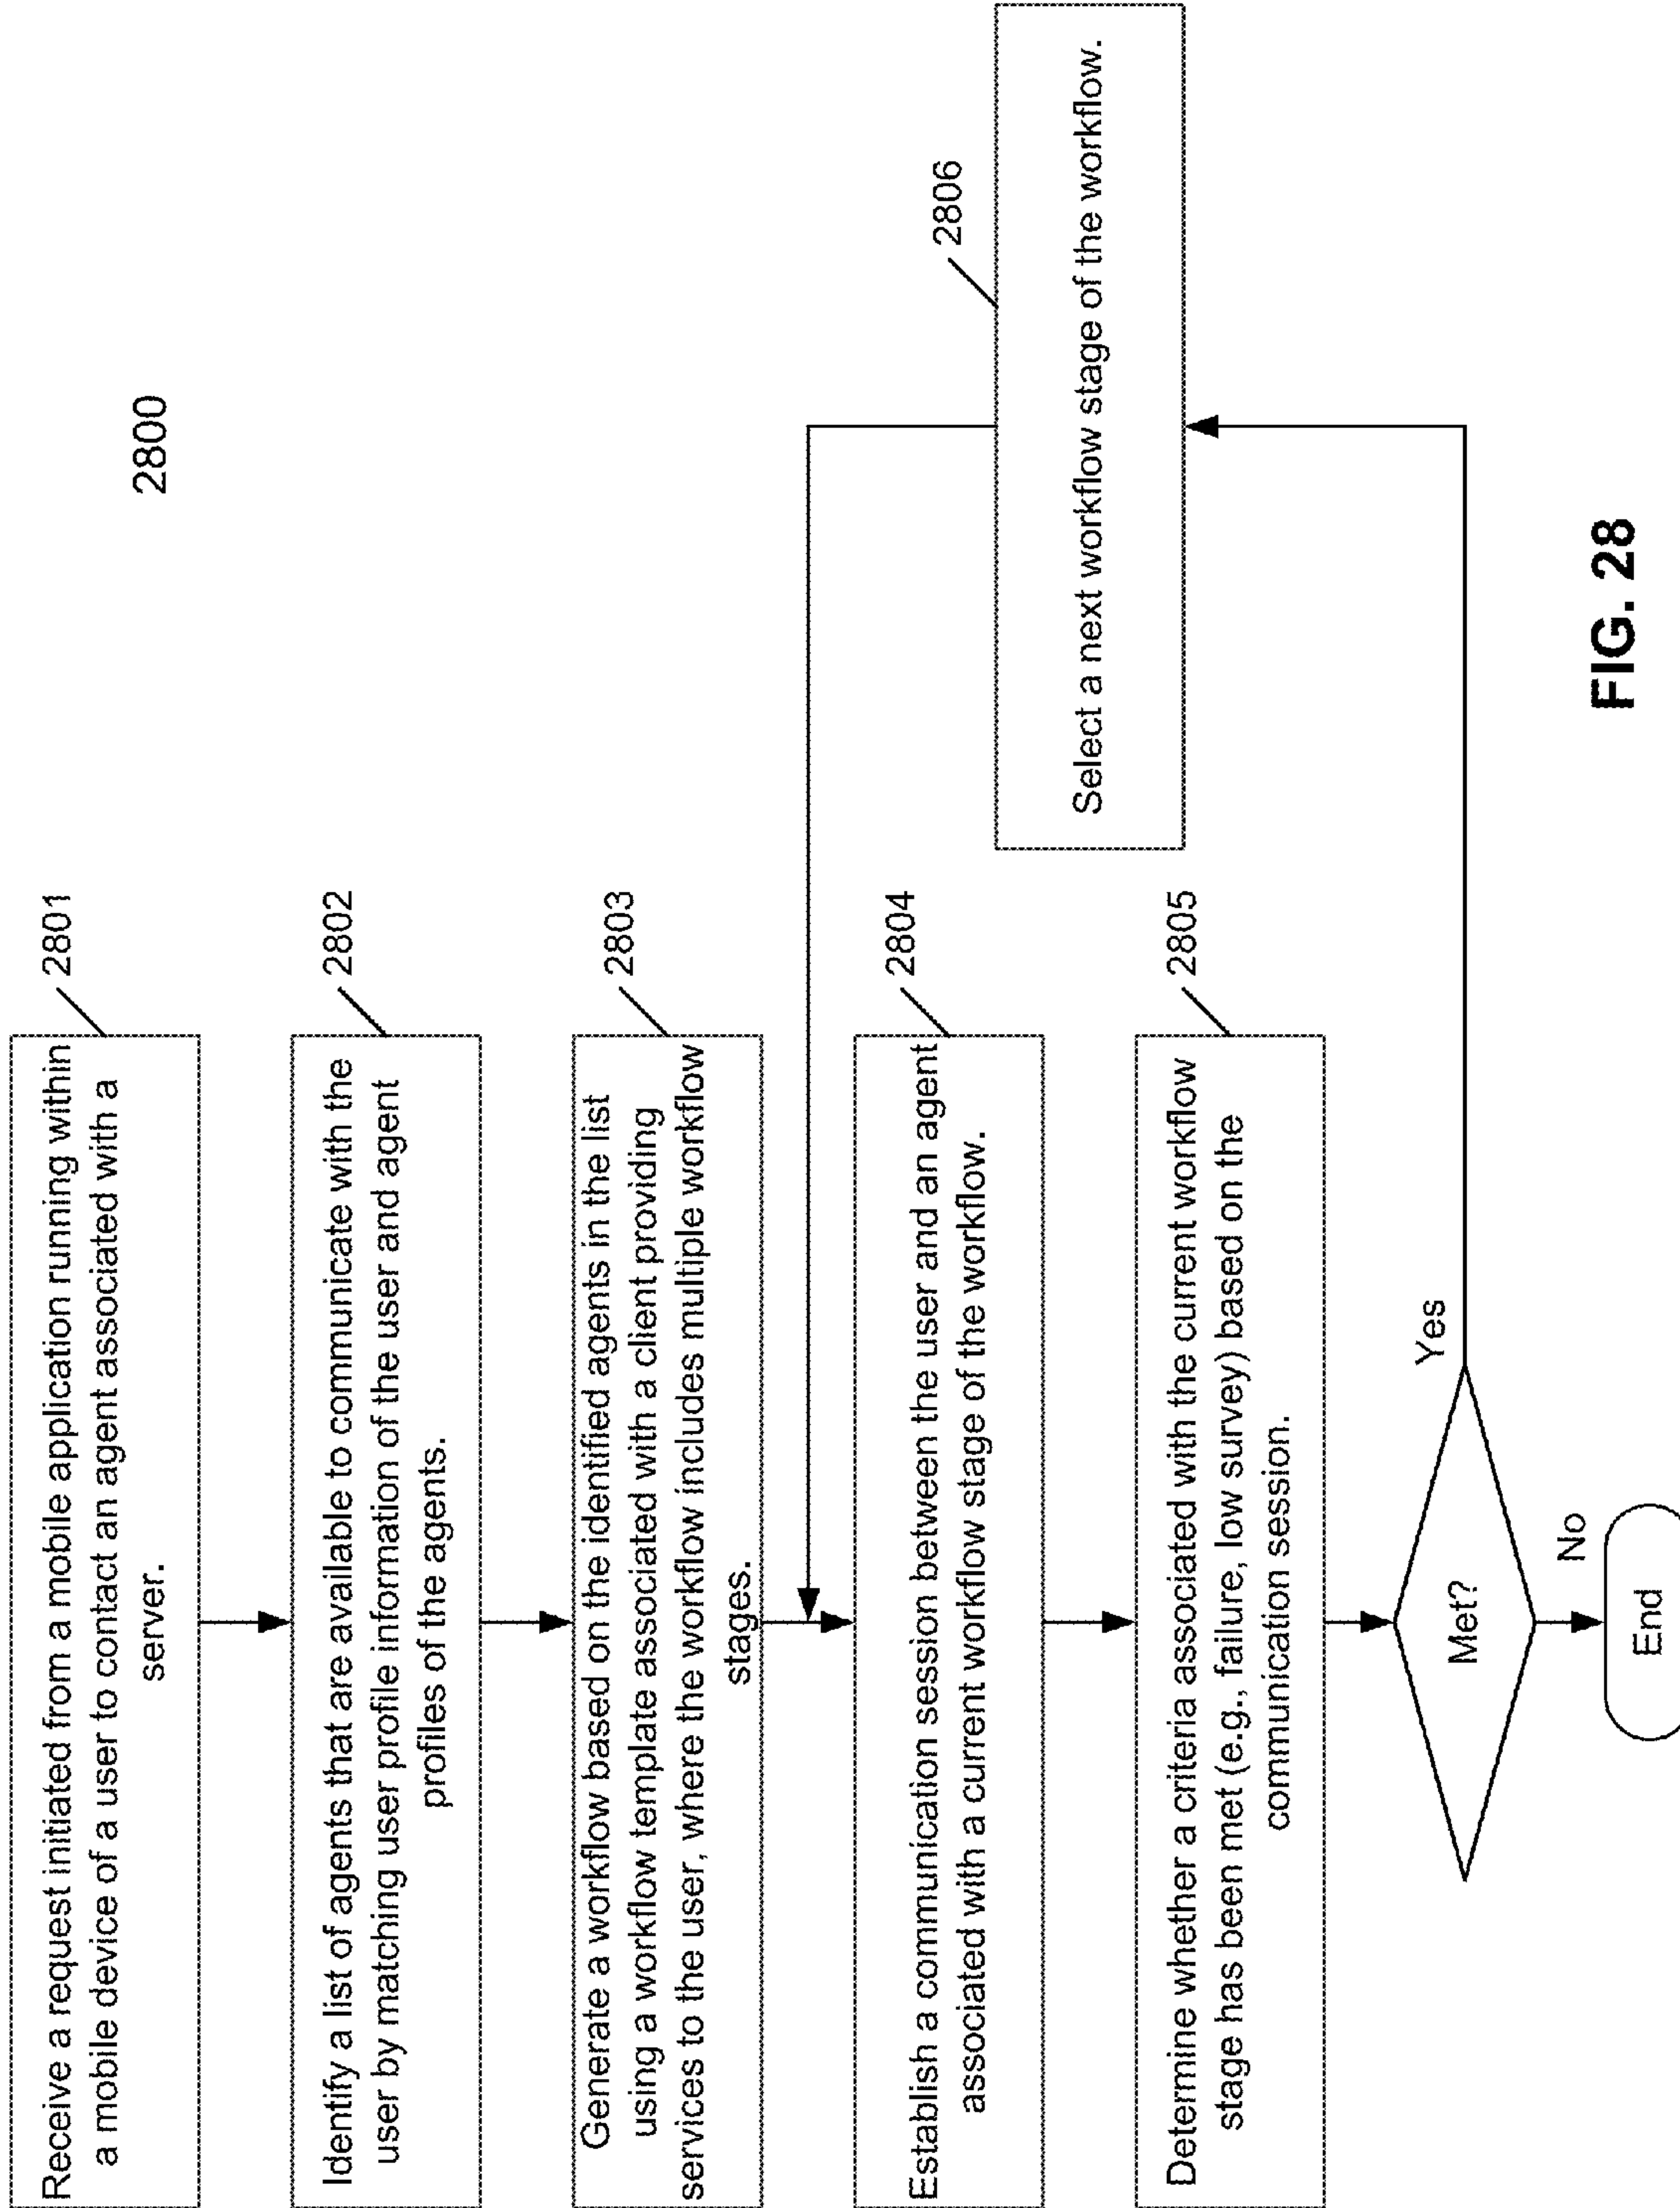 2800
Receive a request initiated from a mobile application running within
a mobile device of a user to contact an agent associated with a
server.
2801
Identify a list of agents that are available to communicate with the
user by matching user profile information of the user and agent
profiles of the agents.
2802
Generate a workflow based on the identified agents in the list
using a workflow template associated with a client providing
services to the user, where the workflow includes multiple workflow
stages.
2803
Establish a communication session between the user and an agent
associated with a current workflow stage of the workflow.
2804
Determine whether a criteria associated with the current workflow
stage has been met (e.g., failure, low survey) based on the
communication session.
2805
Select a next workflow stage of the workflow.
2806
Met?
Yes
No
End
FIG. 28